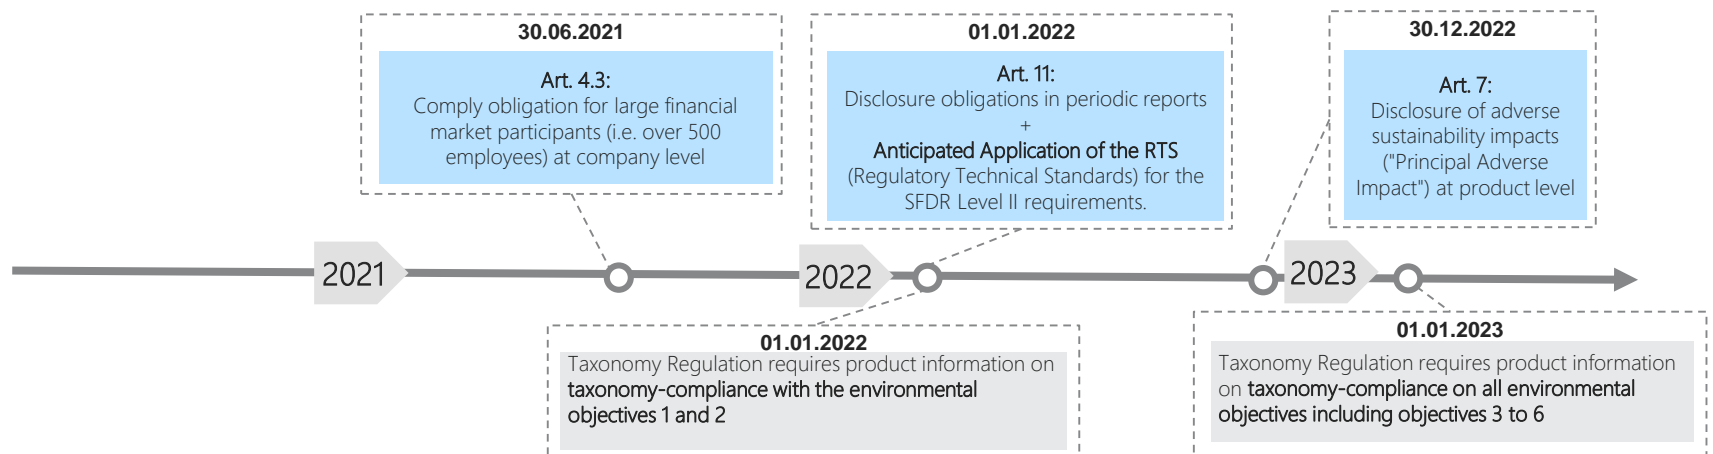 30.06.2021
Art. 4.3:
Comply obligation for large financial
market participants (i.e. over 500
employees) at company level
01.01.2022
Art. 11:
Disclosure obligations in periodic reports
+
Anticipated Application of the RTS
(Regulatory Technical Standards) for the
SFDR Level II requirements.
30.12.2022
Art. 7:
Disclosure of adverse
sustainability impacts
("Principal Adverse
Impact") at product level
2021
2022
2023
01.01.2022
Taxonomy Regulation requires product information on
taxonomy-compliance with the environmental
objectives 1 and 2
01.01.2023
Taxonomy Regulation requires product information
on taxonomy-compliance on all environmental
objectives including objectives 3 to 6